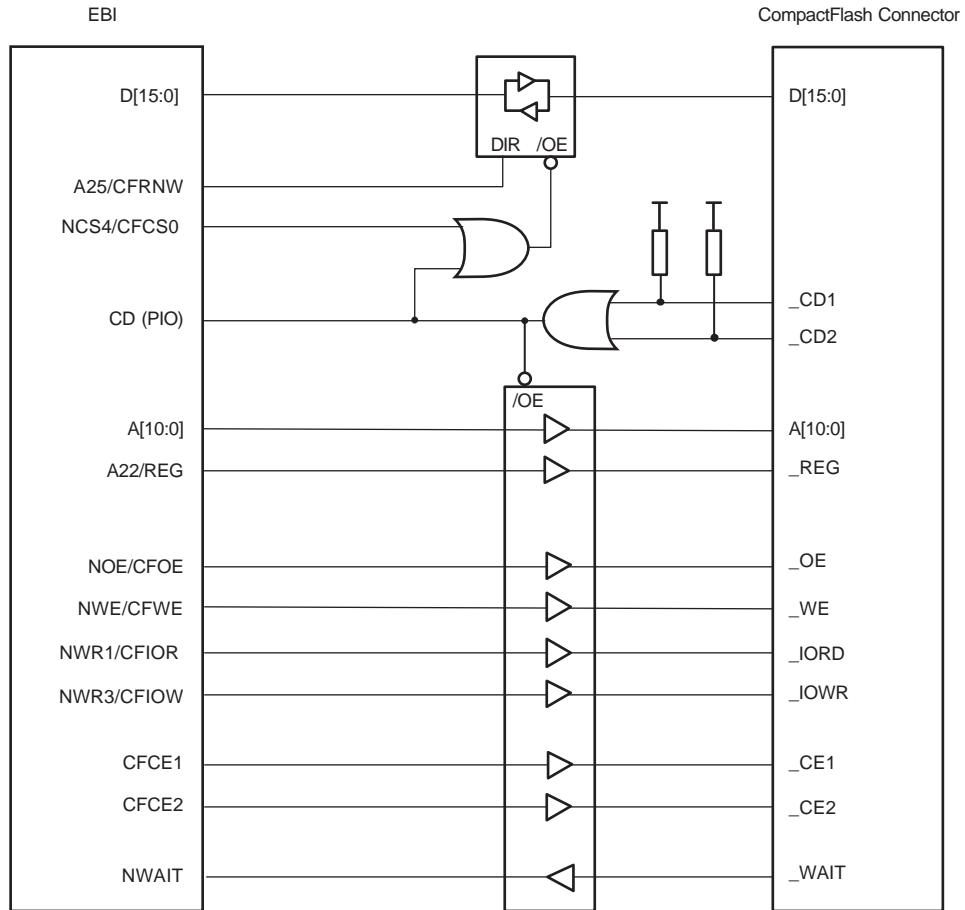 EBI
CompactFlash Connector
D[15:0]
D[15:0]
DIR /OE
A25/CFRNW
NCS4/CFCS0
_CD1
CD (PIO)
_CD2
/OE
A[10:0]
A[10:0]
A22/REG
_REG
NOE/CFOE
_OE
NWE/CFWE
_WE
NWR1/CFIOR
_IORD
NWR3/CFIOW
_IOWR
CFCE1
_CE1
CFCE2
_CE2
NWAIT
_WAIT